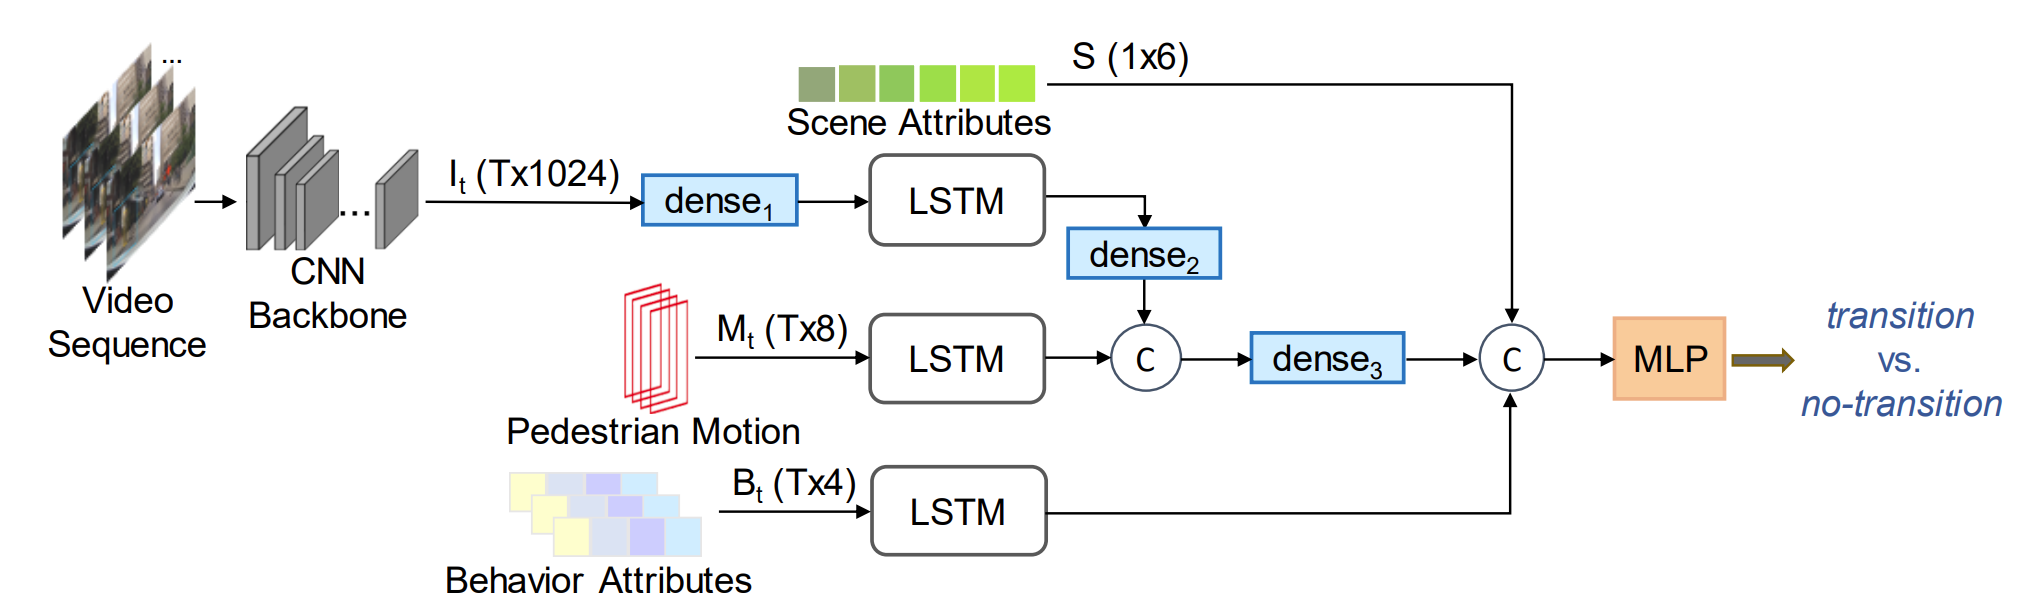 ...
Video
Sequence
CNN
Backbone
...
I_t (Tx1024)
dense_1
Scene Attributes
S (1x6)
LSTM
dense_2
Pedestrian Motion
M_t (Tx8)
LSTM
C
dense_3
C
MLP
transition
vs.
no-transition
Behavior Attributes
B_t (Tx4)
LSTM